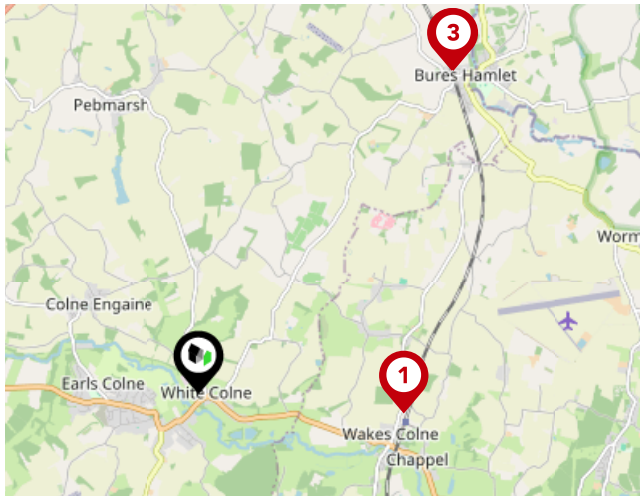 3
Bures Hamlet
Pebmarsh
Worm
Colne Engaine
Earls Colne
White Colne
1
Wakes Colne
Chappel